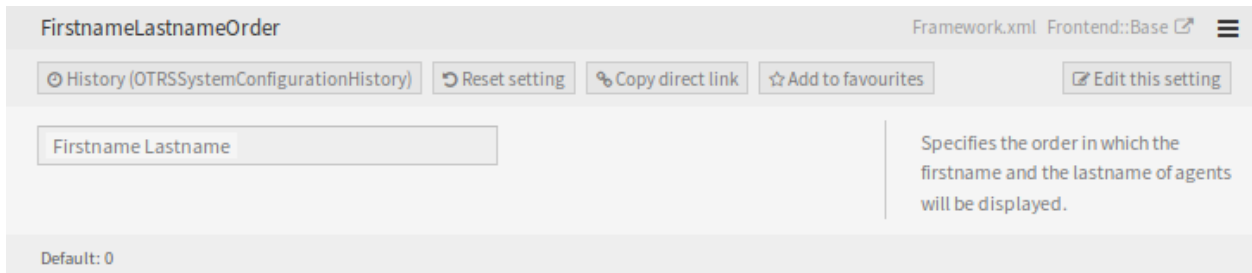 FirstnameLastnameOrder Framework.xml Frontend::Base
History (OTRSSystemConfigurationHistory) Reset setting Copy direct link Add to favourites Edit this setting
Firstname Lastname
Specifies the order in which the
firstname and the lastname of agents
will be displayed.
Default: 0